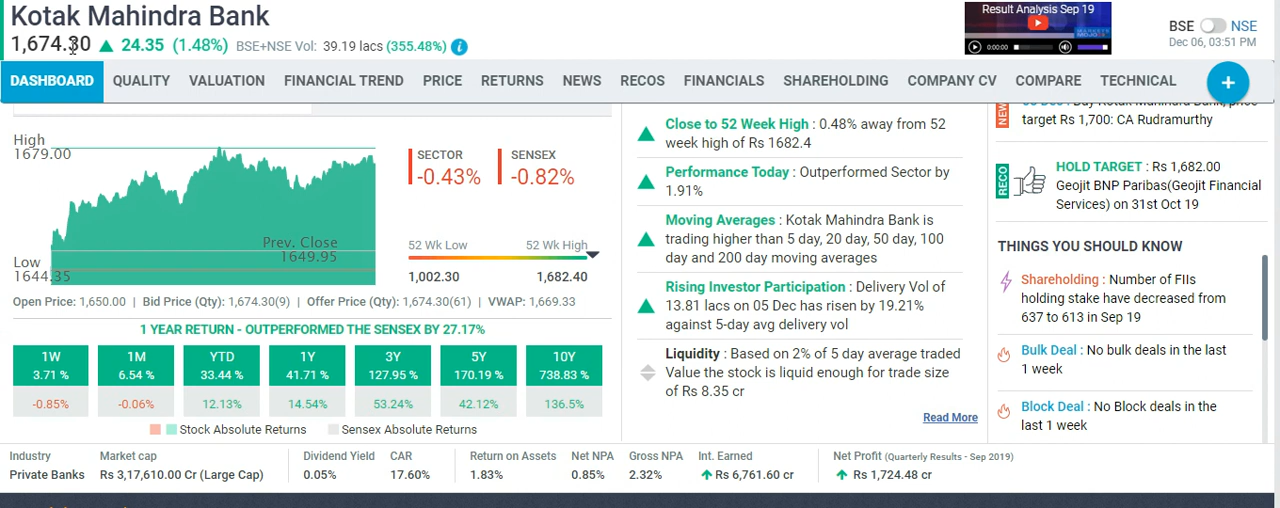 Kotak Mahindra Bank
1,674.30 24.35 (1.48%) BSE+NSE Vol: 39.19 lacs (355.48%) i
Result Analysis Sep 19
0:00:00
BSE NSE
Dec 06, 03:51 PM
DASHBOARD QUALITY VALUATION FINANCIAL TREND PRICE RETURNS NEWS RECOS FINANCIALS SHAREHOLDING COMPANY CV COMPARE TECHNICAL +
High
1679.00
Prev. Close
1649.95
Low
1644.35
SECTOR
-0.43%
SENSEX
-0.82%
52 Wk Low 52 Wk High
1,002.30 1,682.40
Open Price: 1,650.00 | Bid Price (Qty): 1,674.30(9) | Offer Price (Qty): 1,674.30(61) | VWAP: 1,669.33
1 YEAR RETURN - OUTPERFORMED THE SENSEX BY 27.17%
1W 1M YTD 1Y 3Y 5Y 10Y
3.71 % 6.54 % 33.44 % 41.71 % 127.95 % 170.19 % 738.83 %
-0.85% -0.06% 12.13% 14.54% 53.24% 42.12% 136.5%
Stock Absolute Returns Sensex Absolute Returns
Close to 52 Week High : 0.48% away from 52
week high of Rs 1682.4
Performance Today : Outperformed Sector by
1.91%
Moving Averages : Kotak Mahindra Bank is
trading higher than 5 day, 20 day, 50 day, 100
day and 200 day moving averages
Rising Investor Participation : Delivery Vol of
13.81 lacs on 05 Dec has risen by 19.21%
against 5-day avg delivery vol
Liquidity : Based on 2% of 5 day average traded
Value the stock is liquid enough for trade size
of Rs 8.35 cr
Read More
NEW
target Rs 1,700: CA Rudramurthy
RECO
HOLD TARGET : Rs 1,682.00
Geojit BNP Paribas(Geojit Financial
Services) on 31st Oct 19
THINGS YOU SHOULD KNOW
Shareholding : Number of FIIs
holding stake have decreased from
637 to 613 in Sep 19
Bulk Deal : No bulk deals in the last
1 week
Block Deal : No Block deals in the
last 1 week
Industry Market cap Dividend Yield CAR Return on Assets Net NPA Gross NPA Int. Earned Net Profit (Quarterly Results - Sep 2019)
Private Banks Rs 3,17,610.00 Cr (Large Cap) 0.05% 17.60% 1.83% 0.85% 2.32% Rs 6,761.60 cr Rs 1,724.48 cr